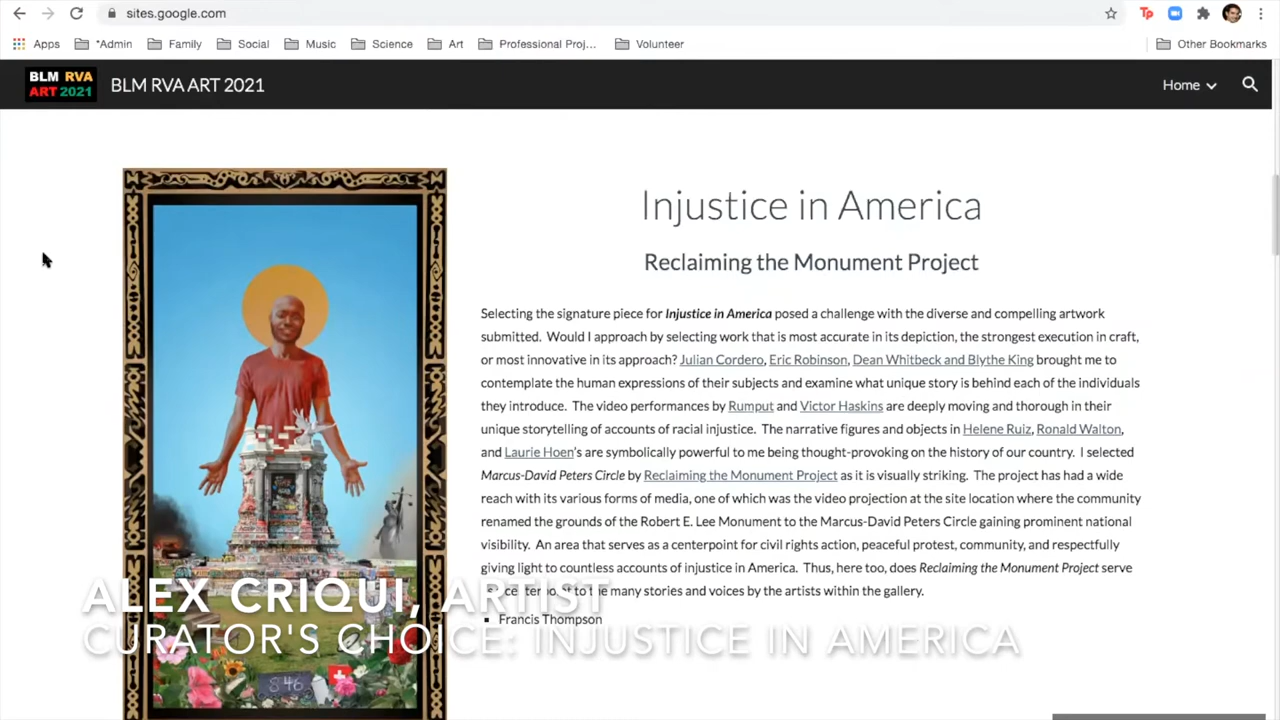 sites.google.com
Apps *Admin Family Social Music Science Art Professional Proj... Volunteer Other Bookmarks
BLM RVA
ART 2021
BLM RVA ART 2021
Home
Injustice in America
Reclaiming the Monument Project
Selecting the signature piece for Injustice in America posed a challenge with the diverse and compelling artwork
submitted. Would I approach by selecting work that is most accurate in its depiction, the strongest execution in craft,
or most innovative in its approach? Julian Cordero, Eric Robinson, Dean Whitbeck and Blythe King brought me to
contemplate the human expressions of their subjects and examine what unique story is behind each of the individuals
they introduce. The video performances by Rumput and Victor Haskins are deeply moving and thorough in their
unique storytelling of accounts of racial injustice. The narrative figures and objects in Helene Ruiz, Ronald Walton,
and Laurie Hoen's are symbolically powerful to me being thought-provoking on the history of our country. I selected
Marcus-David Peters Circle by Reclaiming the Monument Project as it is visually striking. The project has had a wide
reach with its various forms of media, one of which was the video projection at the site location where the community
renamed the grounds of the Robert E. Lee Monument to the Marcus-David Peters Circle gaining prominent national
visibility. An area that serves as a centerpoint for civil rights action, peaceful protest, community, and respectfully
giving light to countless accounts of injustice in America. Thus, here too, does Reclaiming the Monument Project serve
to the many stories and voices by the artists within the gallery.
Francis Thompson
ALEX CRIQUI, ARTIST
CURATOR'S CHOICE: INJUSTICE IN AMERICA
846